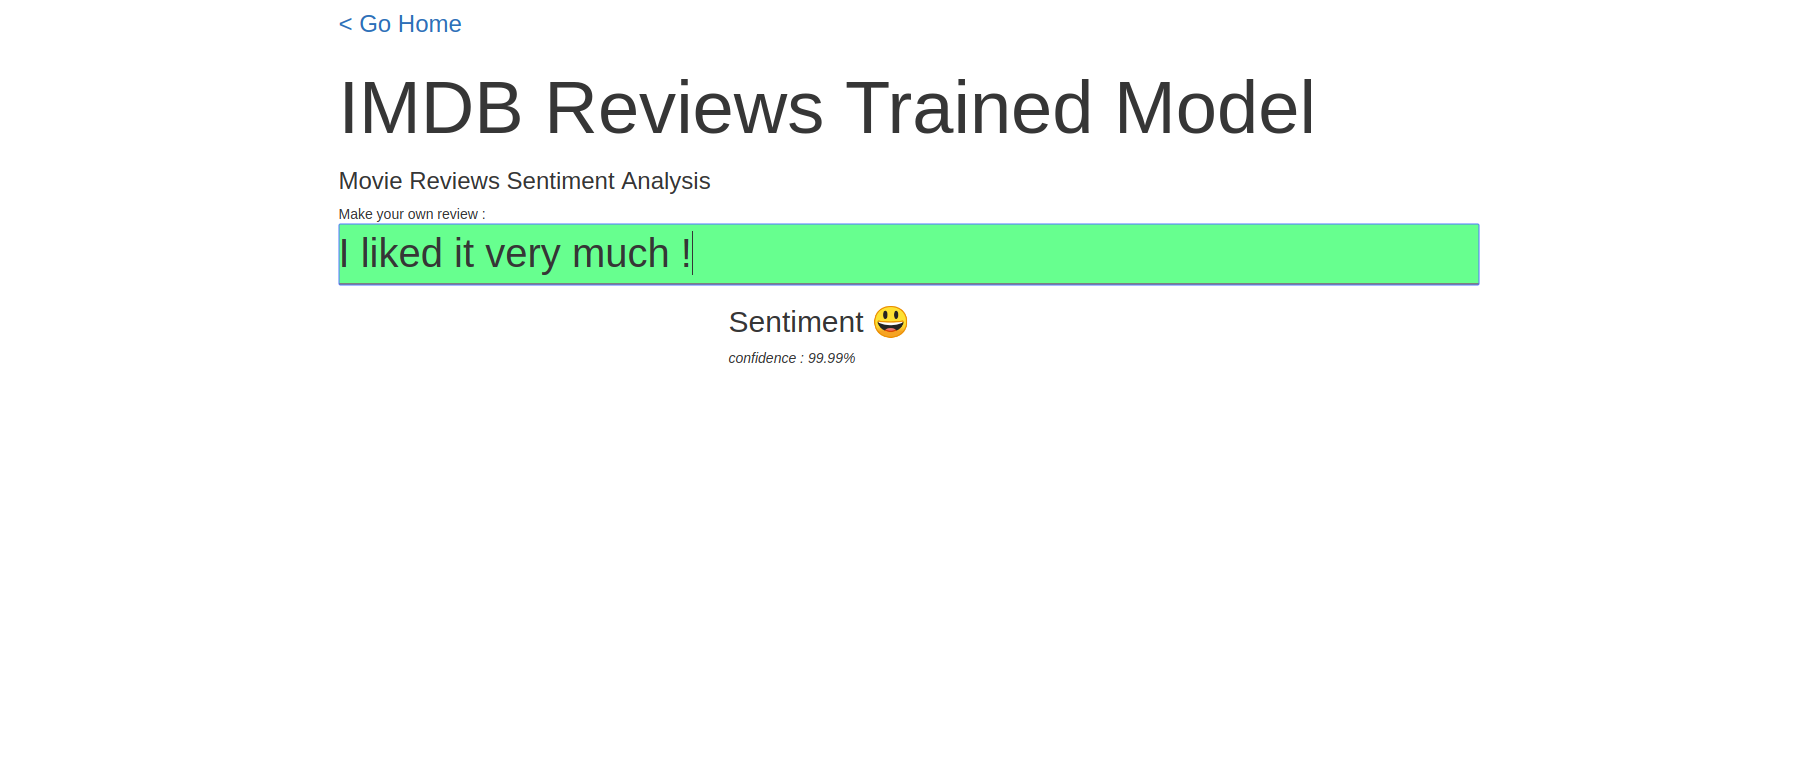 < Go Home
IMDB Reviews Trained Model
Movie Reviews Sentiment Analysis
Make your own review :
I liked it very much !
Sentiment 😃
confidence : 99.99%